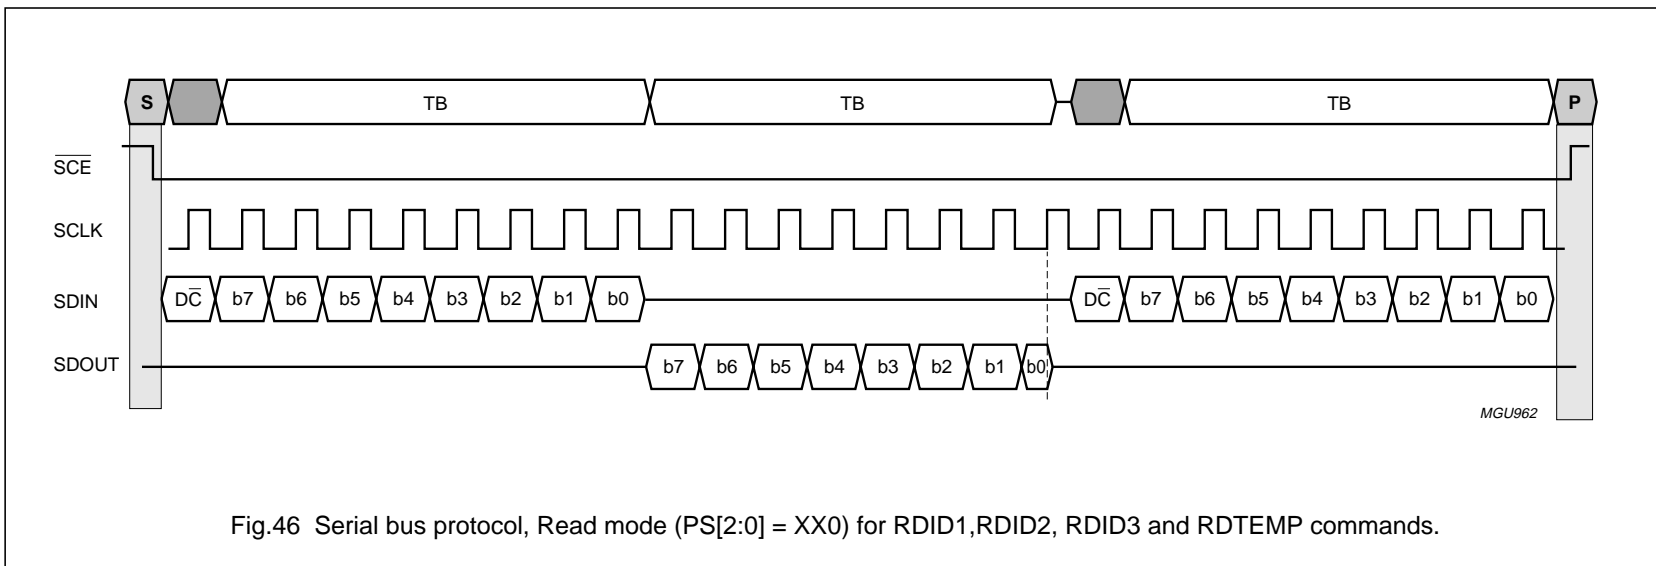 S TB TB TB P
S̅C̅E̅
SCLK
SDIN DC̅ b7 b6 b5 b4 b3 b2 b1 b0 DC̅ b7 b6 b5 b4 b3 b2 b1 b0
SDOUT b7 b6 b5 b4 b3 b2 b1 b0
MGU962
Fig.46 Serial bus protocol, Read mode (PS[2:0] = XX0) for RDID1,RDID2, RDID3 and RDTEMP commands.